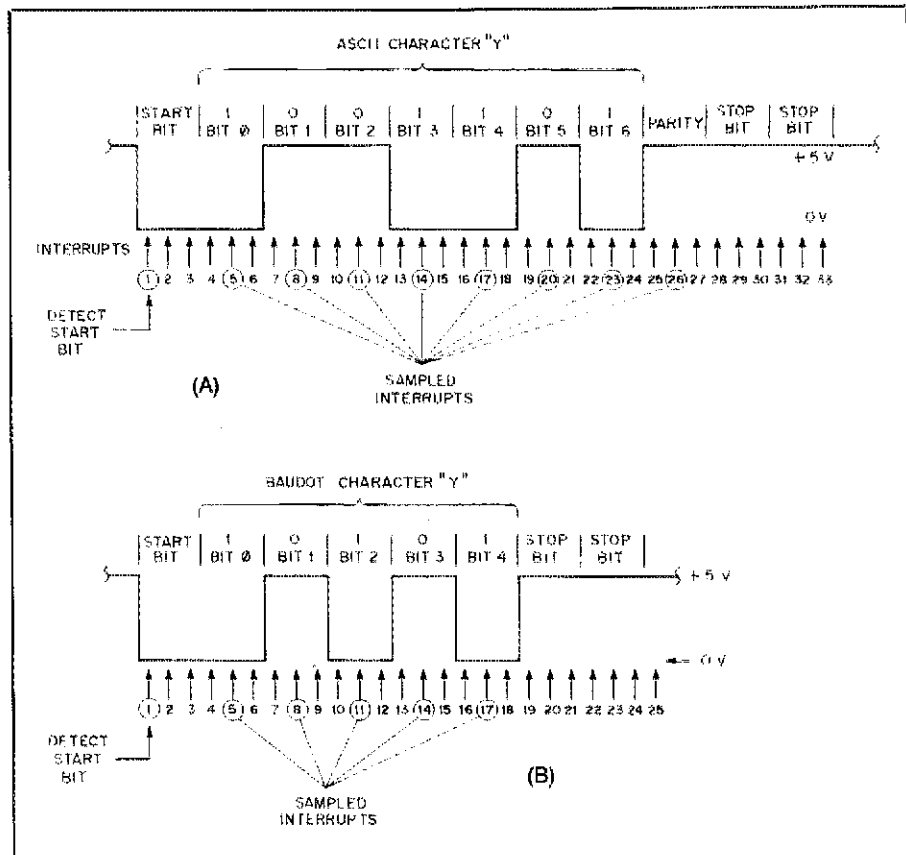 ASCII CHARACTER "Y"
START BIT 1 BIT 0 0 BIT 1 0 BIT 2 1 BIT 3 1 BIT 4 0 BIT 5 1 BIT 6 PARITY STOP BIT STOP BIT
+5 V
0 V
INTERRUPTS
1 2 3 4 5 6 7 8 9 10 11 12 13 14 15 16 17 18 19 20 21 22 23 24 25 26 27 28 29 30 31 32 33
DETECT
START
BIT
(A)
SAMPLED
INTERRUPTS
BAUDOT CHARACTER "Y"
START BIT 1 BIT 0 0 BIT 1 1 BIT 2 0 BIT 3 1 BIT 4 STOP BIT STOP BIT
+5 V
0 V
1 2 3 4 5 6 7 8 9 10 11 12 13 14 15 16 17 18 19 20 21 22 23 24 25
DETECT
START
BIT
(B)
SAMPLED
INTERRUPTS